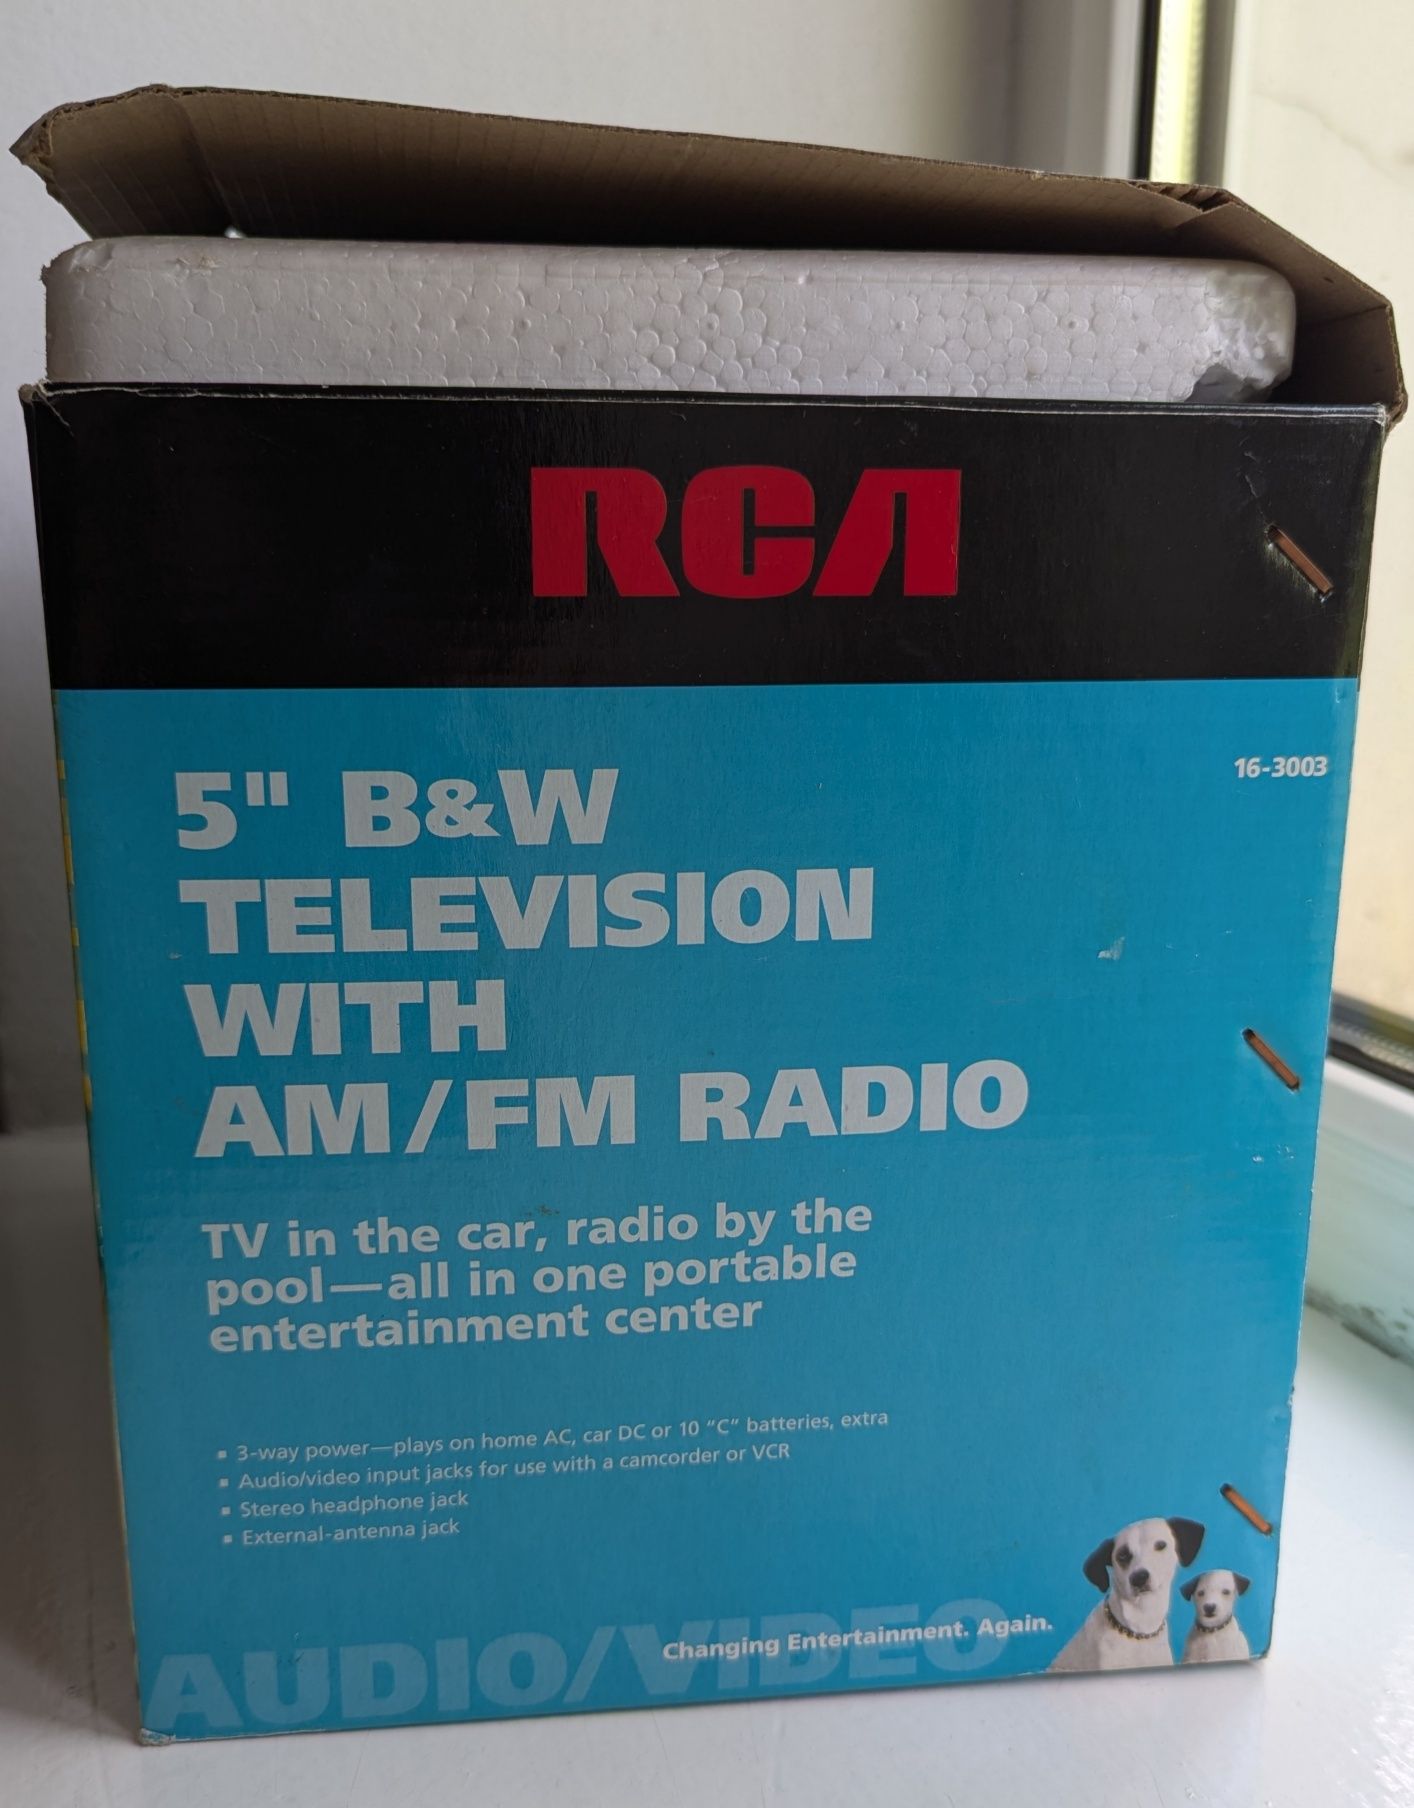 RCA
16-3003
5" B&W
TELEVISION
WITH
AM/FM RADIO
TV in the car, radio by the
pool—all in one portable
entertainment center
▪ 3-way power—plays on home AC, car DC or 10 “C” batteries, extra
▪ Audio/video input jacks for use with a camcorder or VCR
▪ Stereo headphone jack
▪ External-antenna jack
Changing Entertainment. Again.
AUDIO/VIDEO